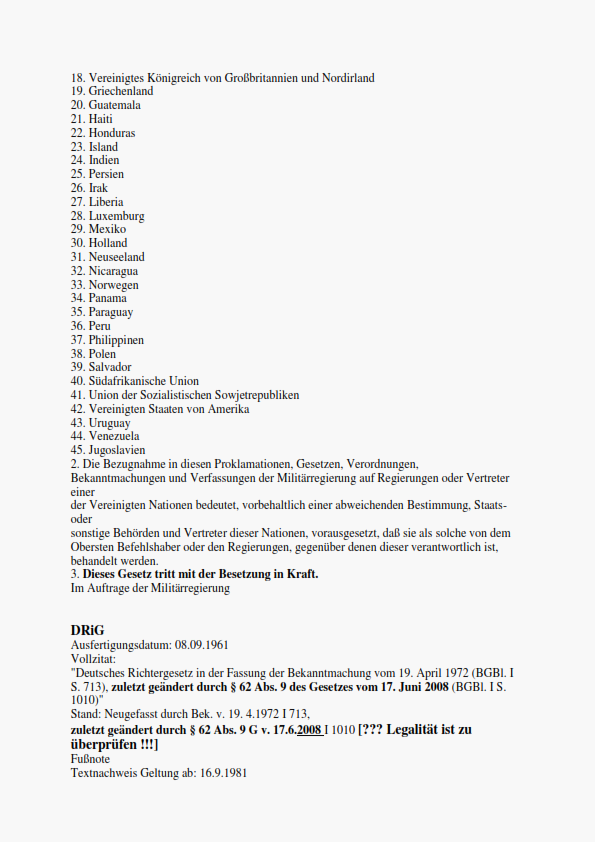 18. Vereinigtes Königreich von Großbritannien und Nordirland
19. Griechenland
20. Guatemala
21. Haiti
22. Honduras
23. Island
24. Indien
25. Persien
26. Irak
27. Liberia
28. Luxemburg
29. Mexiko
30. Holland
31. Neuseeland
32. Nicaragua
33. Norwegen
34. Panama
35. Paraguay
36. Peru
37. Philippinen
38. Polen
39. Salvador
40. Südafrikanische Union
41. Union der Sozialistischen Sowjetrepubliken
42. Vereinigten Staaten von Amerika
43. Uruguay
44. Venezuela
45. Jugoslavien
2. Die Bezugnahme in diesen Proklamationen, Gesetzen, Verordnungen,
Bekanntmachungen und Verfassungen der Militärregierung auf Regierungen oder Vertreter
einer
der Vereinigten Nationen bedeutet, vorbehaltlich einer abweichenden Bestimmung, Staats-
oder
sonstige Behörden und Vertreter dieser Nationen, vorausgesetzt, daß sie als solche von dem
Obersten Befehlshaber oder den Regierungen, gegenüber denen dieser verantwortlich ist,
behandelt werden.
3. Dieses Gesetz tritt mit der Besetzung in Kraft.
Im Auftrage der Militärregierung
DRiG
Ausfertigungsdatum: 08.09.1961
Vollzitat:
"Deutsches Richtergesetz in der Fassung der Bekanntmachung vom 19. April 1972 (BGBl. I
S. 713), zuletzt geändert durch § 62 Abs. 9 des Gesetzes vom 17. Juni 2008 (BGBl. I S.
1010)"
Stand: Neugefasst durch Bek. v. 19. 4.1972 I 713,
zuletzt geändert durch § 62 Abs. 9 G v. 17.6.2008 I 1010 [??? Legalität ist zu
überprüfen !!!]
Fußnote
Textnachweis Geltung ab: 16.9.1981